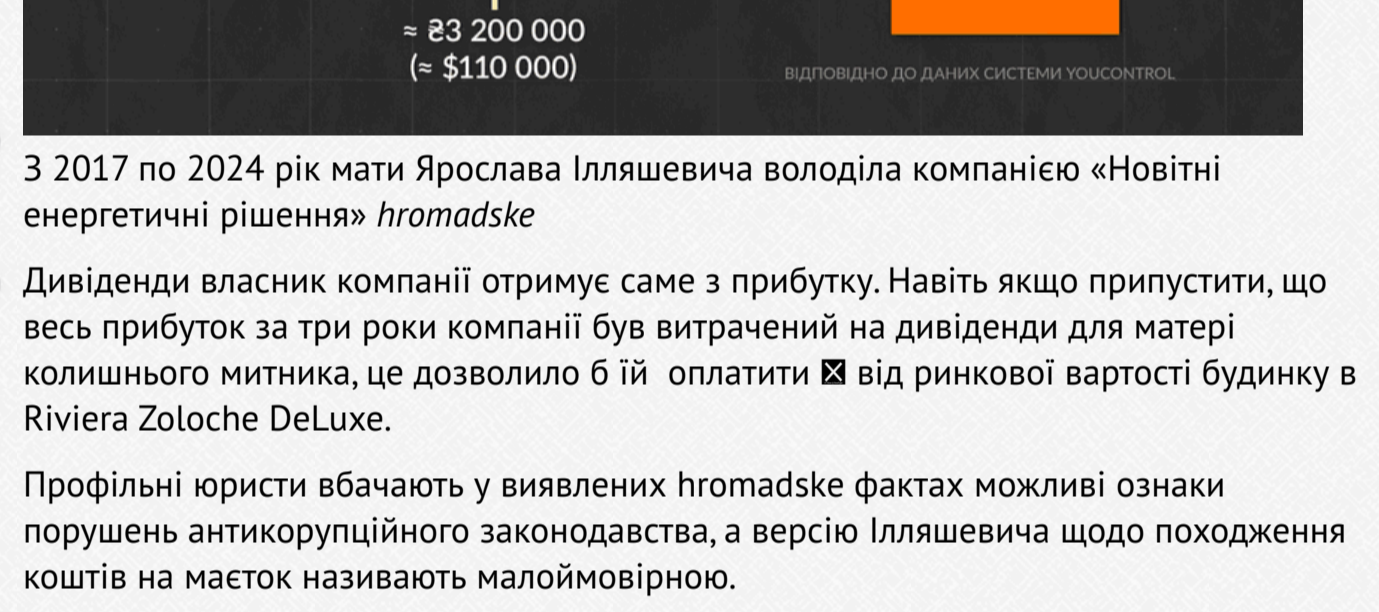 ≈ ₴3 200 000
(≈ $110 000)
ВІДПОВІДНО ДО ДАНИХ СИСТЕМИ YOUCONTROL
З 2017 по 2024 рік мати Ярослава Ілляшевича володіла компанією «Новітні
енергетичні рішення» hromadske
Дивіденди власник компанії отримує саме з прибутку. Навіть якщо припустити, що
весь прибуток за три роки компанії був витрачений на дивіденди для матері
колишнього митника, це дозволило б їй  оплатити від ринкової вартості будинку в
Riviera Zoloche DeLuxe.
Профільні юристи вбачають у виявлених hromadske фактах можливі ознаки
порушень антикорупційного законодавства, а версію Ілляшевича щодо походження
коштів на маєток називають малоймовірною.